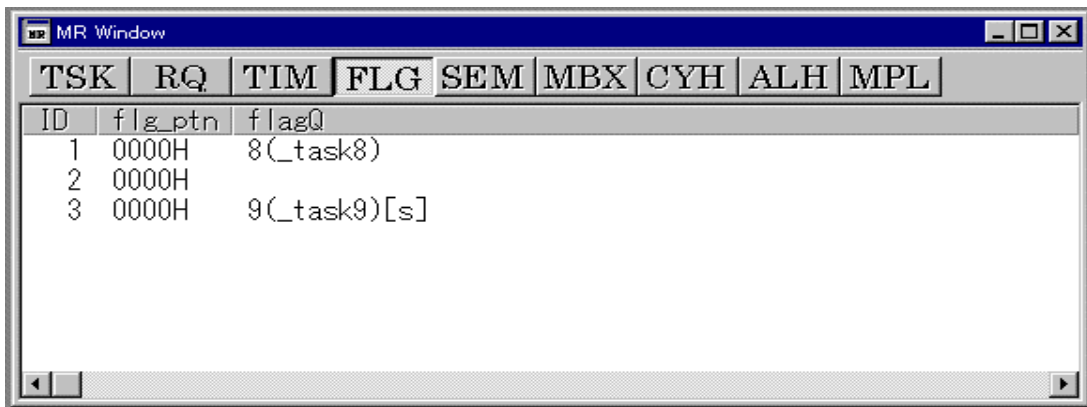 MR MR Window
TSK RQ TIM FLG SEM MBX CYH ALH MPL
ID flg_ptn flagQ
1 0000H 8(_task8)
2 0000H
3 0000H 9(_task9)[s]